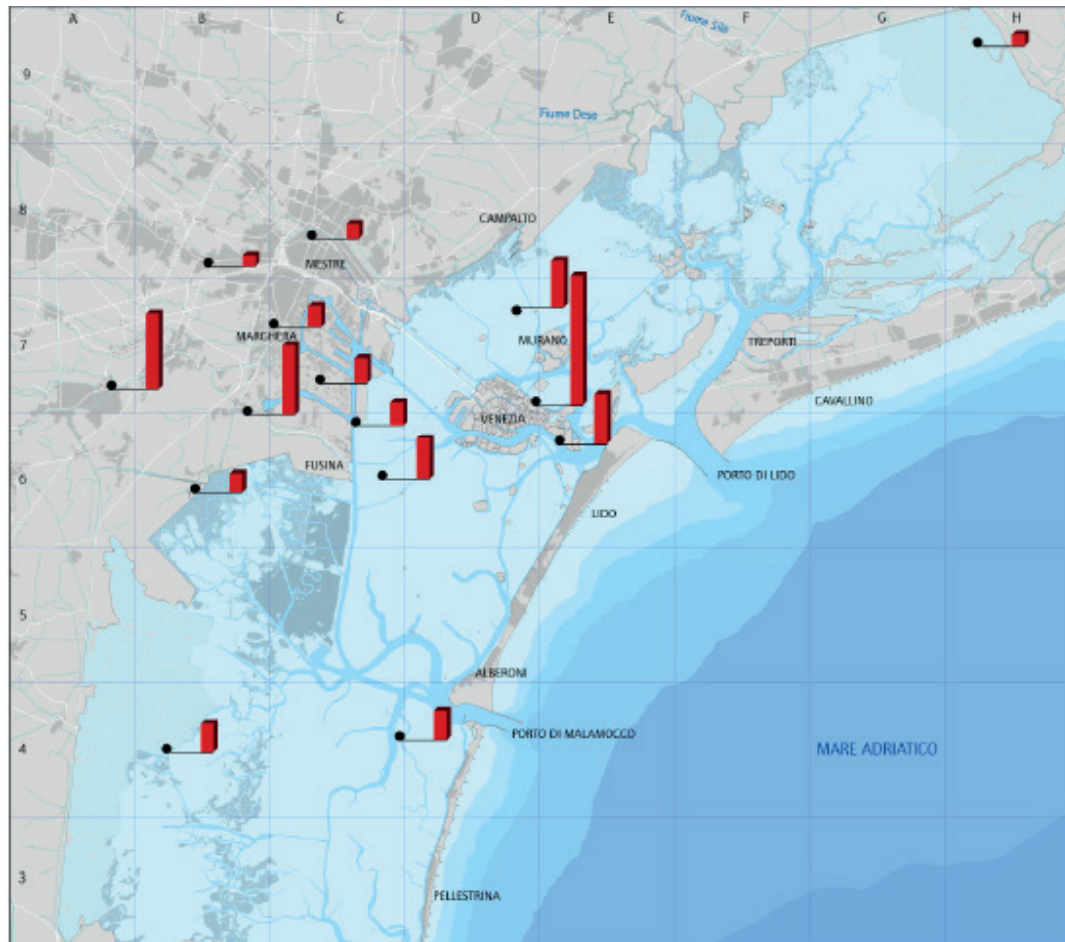 A B C D E F G H
Fiume Sile
9
Fiume Dese
8
CAMPALTO
MESTRE
7
MARGHERA
MURANO
TREPORTI
CAVALLINO
VENEZIA
FUSINA
6
PORTO DI LIDO
LIDO
5
ALBERONI
PORTO DI MALAMOCCO
4
MARE ADRIATICO
3
PELLESTRINA